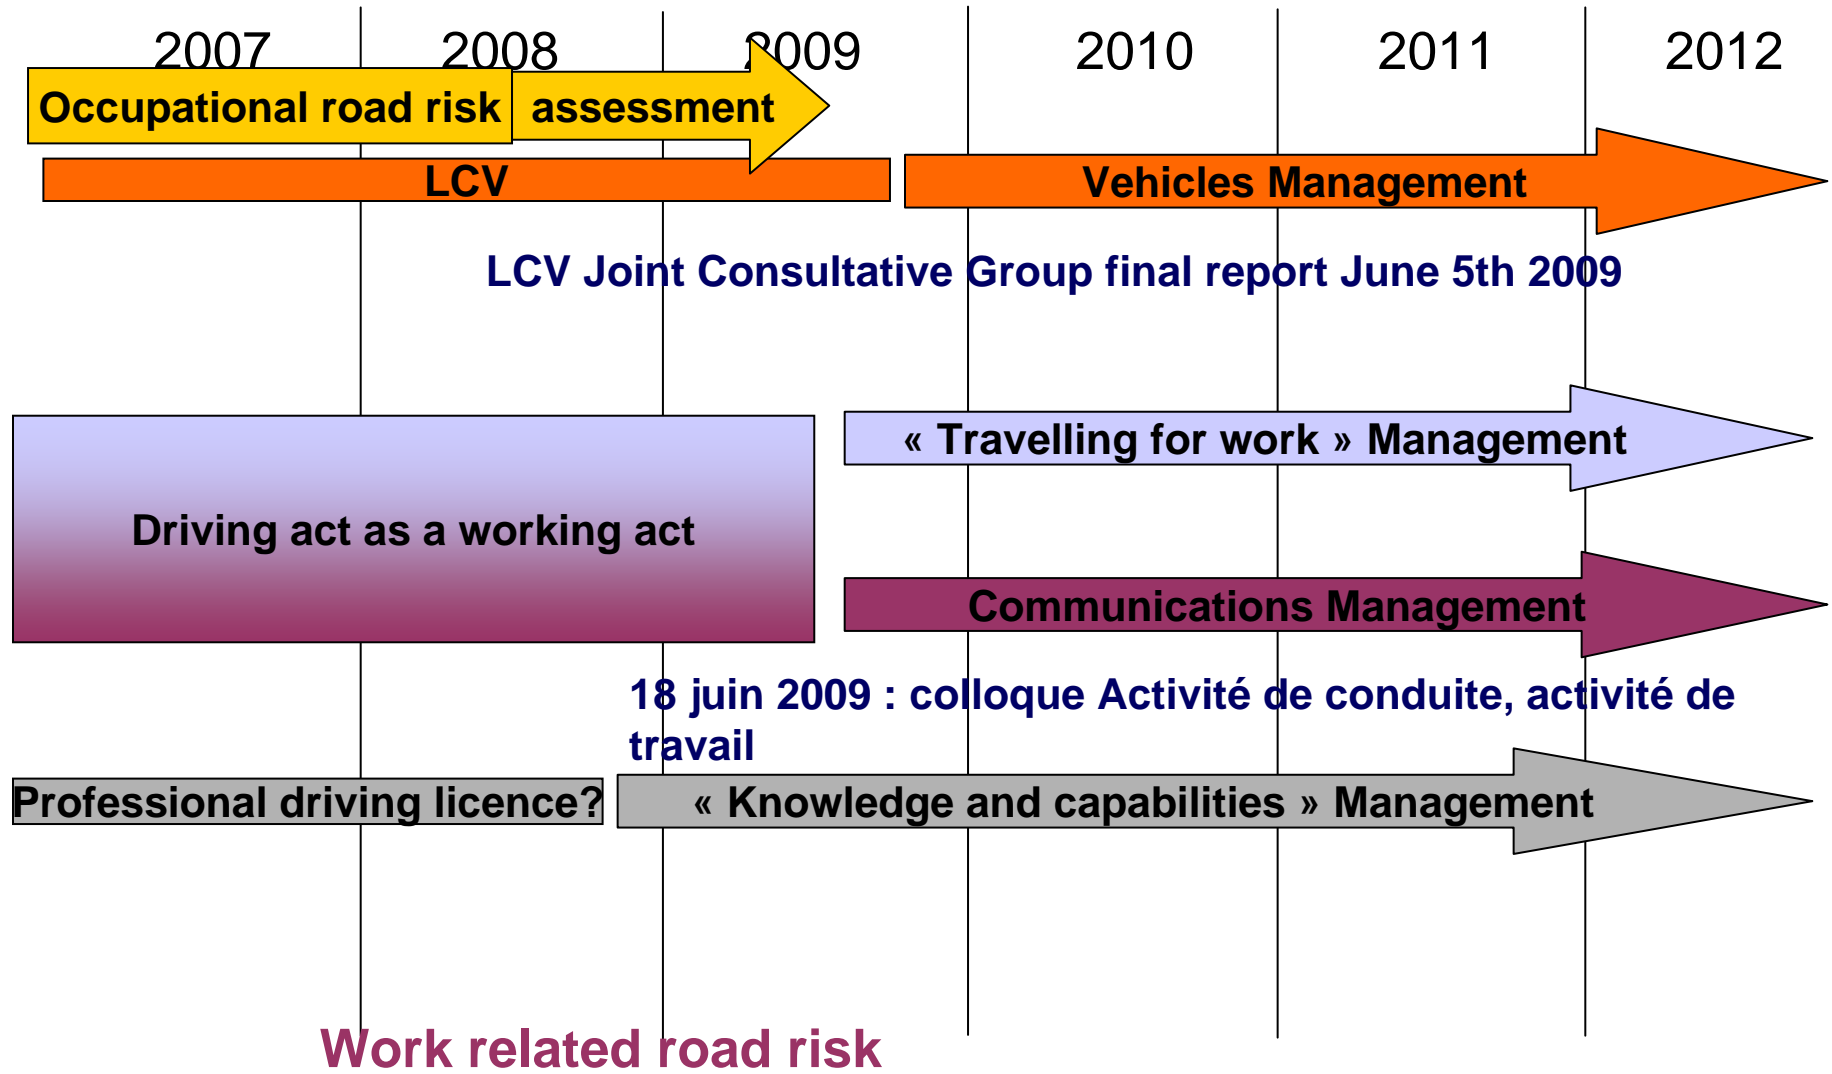 2007 2008 2009 2010 2011 2012
Occupational road risk assessment
LCV
Vehicles Management
LCV Joint Consultative Group final report June 5th 2009
« Travelling for work » Management
Driving act as a working act
Communications Management
18 juin 2009 : colloque Activité de conduite, activité de
travail
Professional driving licence?
« Knowledge and capabilities » Management
Work related road risk